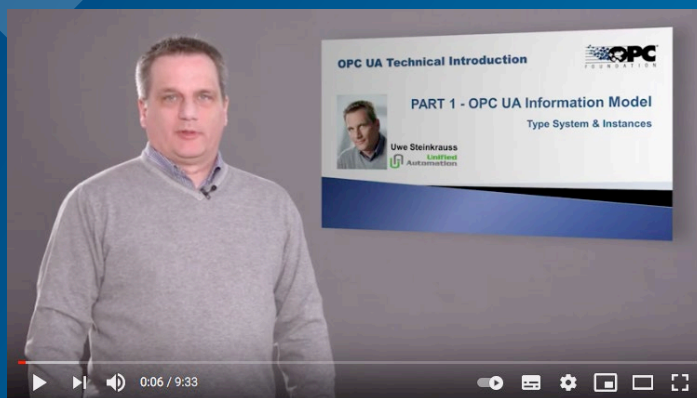 OPC UA Technical Introduction
OPC
FOUNDATION
PART 1 - OPC UA Information Model
Type System & Instances
Uwe Steinkrauss
Unified
Automation
0:06 / 9:33